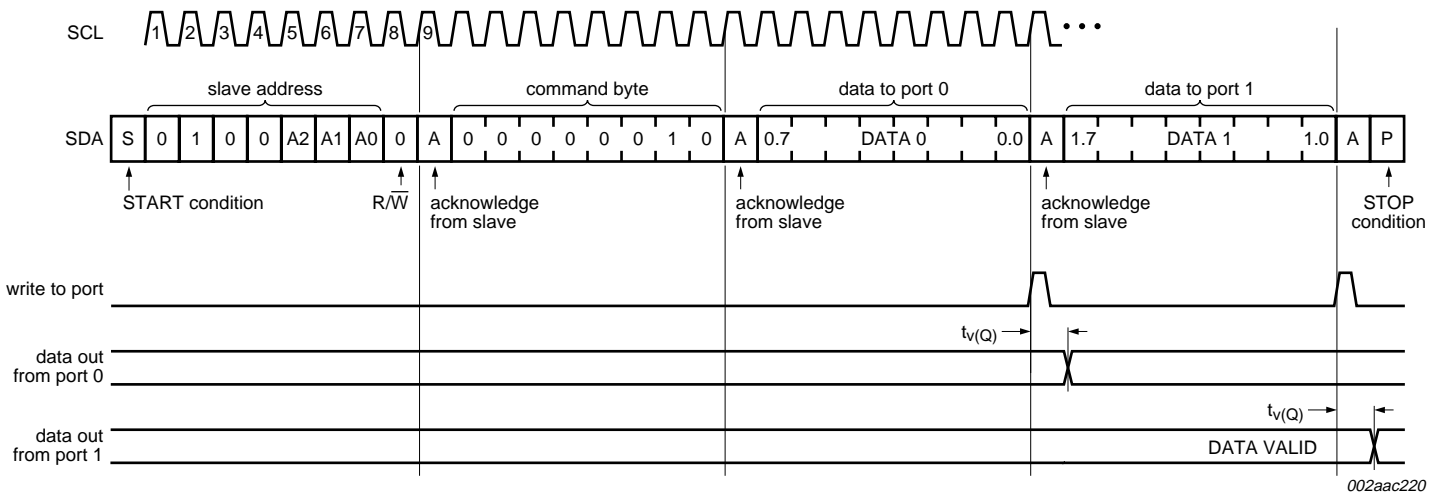 SCL 1 2 3 4 5 6 7 8 9
slave address command byte data to port 0 data to port 1
SDA S 0 1 0 0 A2 A1 A0 0 A 0 0 0 0 0 0 1 0 A 0.7 DATA 0 0.0 A 1.7 DATA 1 1.0 A P
START condition R/W̅ acknowledge from slave acknowledge from slave acknowledge from slave STOP condition
write to port
tv(Q)
data out
from port 0
tv(Q)
data out
from port 1
DATA VALID
002aac220